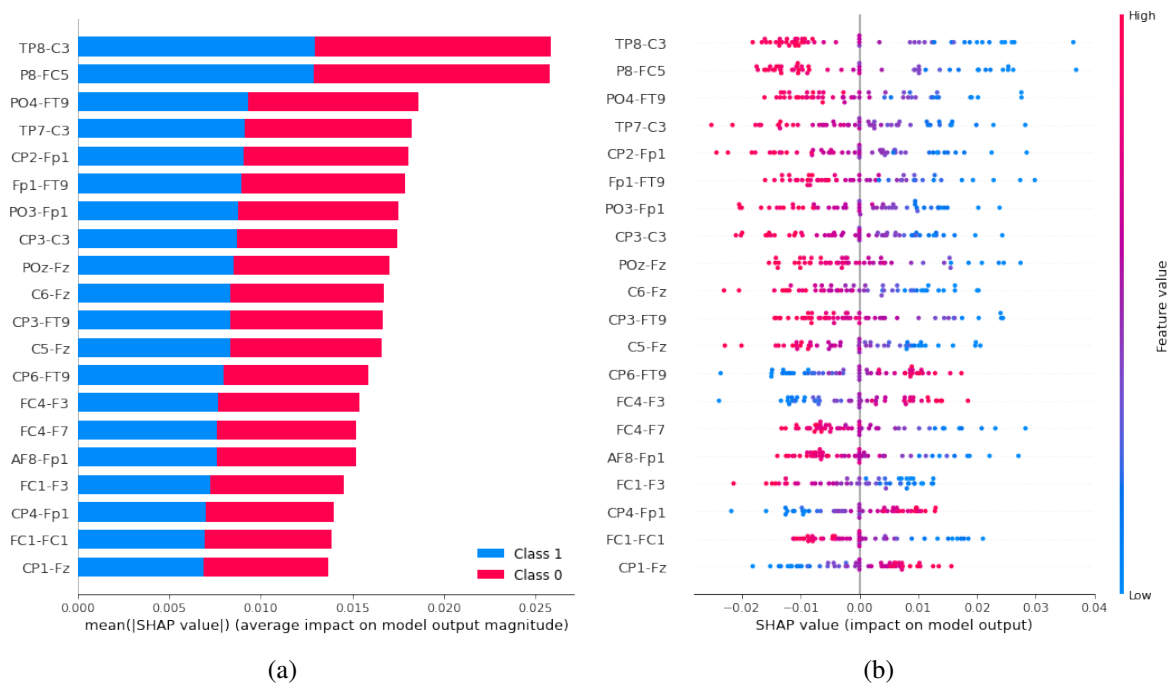 TP8-C3
P8-FC5
PO4-FT9
TP7-C3
CP2-Fp1
Fp1-FT9
PO3-Fp1
CP3-C3
POz-Fz
C6-Fz
CP3-FT9
C5-Fz
CP6-FT9
FC4-F3
FC4-F7
AF8-Fp1
FC1-F3
CP4-Fp1
FC1-FC1
CP1-Fz
Class 1
Class 0
0.000 0.005 0.010 0.015 0.020 0.025
mean(|SHAP value|) (average impact on model output magnitude)
(a)
High
TP8-C3
P8-FC5
PO4-FT9
TP7-C3
CP2-Fp1
Fp1-FT9
PO3-Fp1
CP3-C3
POz-Fz
C6-Fz
CP3-FT9
C5-Fz
CP6-FT9
FC4-F3
FC4-F7
AF8-Fp1
FC1-F3
CP4-Fp1
FC1-FC1
CP1-Fz
Low
Feature value
−0.02 −0.01 0.00 0.01 0.02 0.03 0.04
SHAP value (impact on model output)
(b)